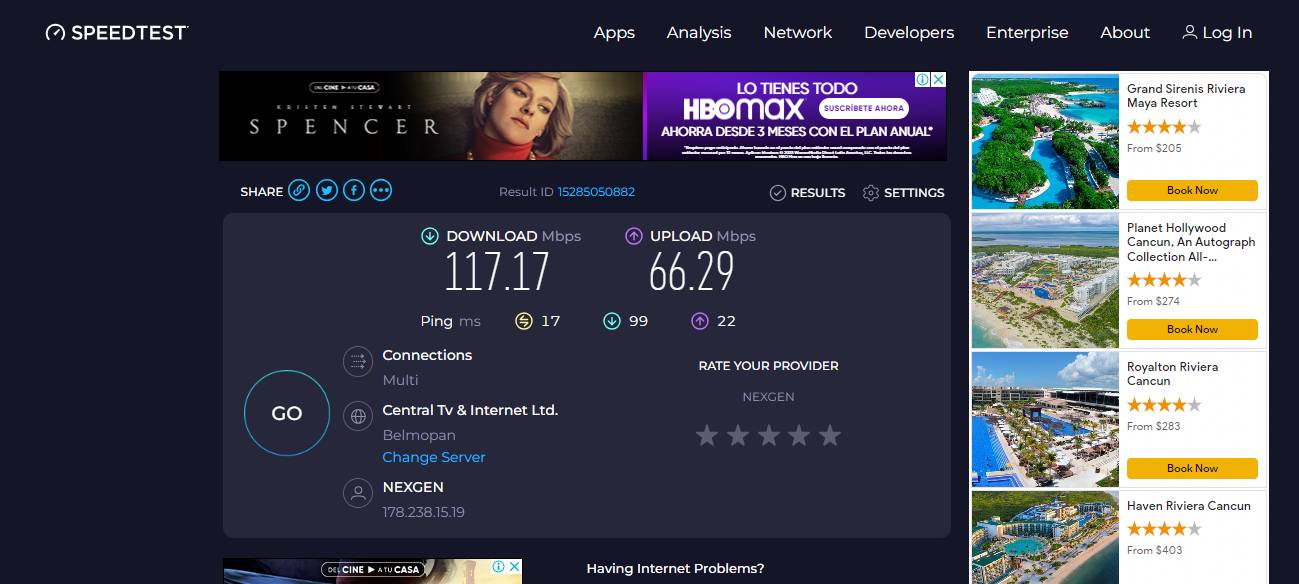 SPEEDTEST
Apps Analysis Network Developers Enterprise About Log In
DEL CINE ▶ A TU CASA
KRISTEN STEWART
SPENCER
LO TIENES TODO
HBOmax SUSCRÍBETE AHORA
AHORA DESDE 3 MESES CON EL PLAN ANUAL*
SHARE
Result ID 15285050882
RESULTS SETTINGS
DOWNLOAD Mbps
117.17
UPLOAD Mbps
66.29
Ping ms 17 99 22
Connections
Multi
GO
Central Tv & Internet Ltd.
Belmopan
Change Server
NEXGEN
178.238.15.19
RATE YOUR PROVIDER
NEXGEN
DEL CINE ▶ A TU CASA
Having Internet Problems?
Grand Sirenis Riviera
Maya Resort
From $205
Book Now
Planet Hollywood
Cancun, An Autograph
Collection All-...
From $274
Book Now
Royalton Riviera
Cancun
From $283
Book Now
Haven Riviera Cancun
From $403